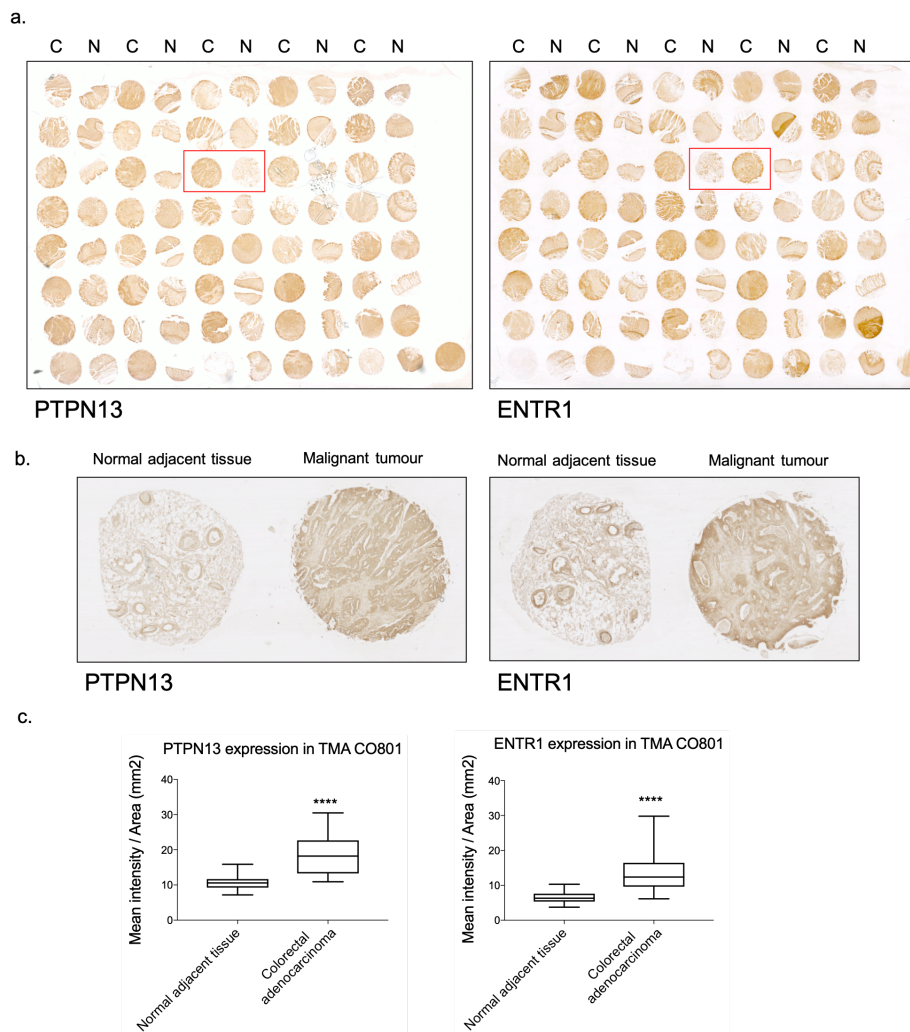 a.
C N C N C N C N C N
C N C N C N C N C N
PTPN13
ENTR1
b.
Normal adjacent tissue
Malignant tumour
Normal adjacent tissue
Malignant tumour
PTPN13
ENTR1
c.
PTPN13 expression in TMA CO801
Mean intensity / Area (mm2)
40
30
20
10
0
****
Normal adjacent tissue
Colorectal
adenocarcinoma
ENTR1 expression in TMA CO801
Mean intensity / Area (mm2)
40
30
20
10
0
****
Normal adjacent tissue
Colorectal
adenocarcinoma